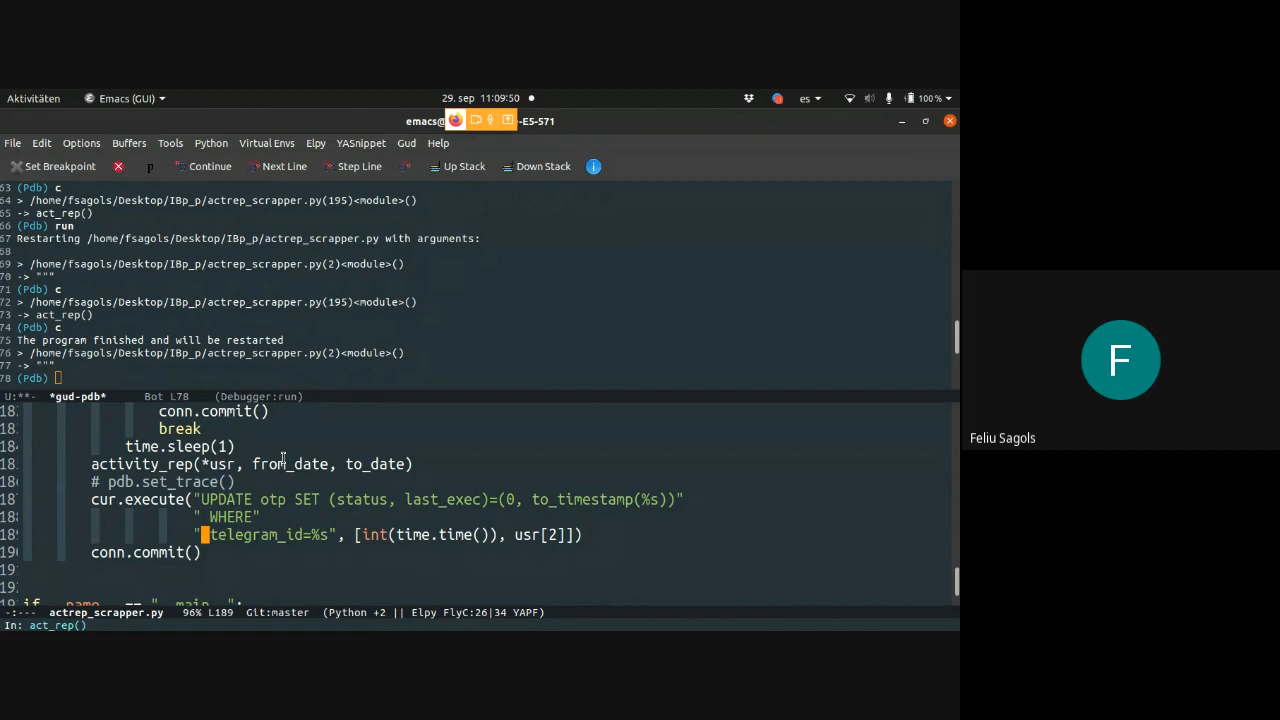 Aktivitäten
Emacs (GUI)
29. sep 11:09:50
es
100%
emacs@
-E5-571
File Edit Options Buffers Tools Python Virtual Envs Elpy YASnippet Gud Help
Set Breakpoint
p
Continue
Next Line
Step Line
Up Stack
Down Stack
63 (Pdb) c
64 > /home/fsagols/Desktop/IBp_p/actrep_scrapper.py(195)<module>()
65 -> act_rep()
66 (Pdb) run
67 Restarting /home/fsagols/Desktop/IBp_p/actrep_scrapper.py with arguments:
68
69 > /home/fsagols/Desktop/IBp_p/actrep_scrapper.py(2)<module>()
70 -> """
71 (Pdb) c
72 > /home/fsagols/Desktop/IBp_p/actrep_scrapper.py(195)<module>()
73 -> act_rep()
74 (Pdb) c
75 The program finished and will be restarted
76 > /home/fsagols/Desktop/IBp_p/actrep_scrapper.py(2)<module>()
77 -> """
78 (Pdb)
U:**- *gud-pdb* Bot L78 (Debugger:run)
conn.commit()
break
time.sleep(1)
activity_rep(*usr, from_date, to_date)
# pdb.set_trace()
cur.execute("UPDATE otp SET (status, last_exec)=(0, to_timestamp(%s))"
" WHERE"
" telegram_id=%s", [int(time.time()), usr[2]])
conn.commit()
-:--- actrep_scrapper.py 96% L189 Git:master (Python +2 || Elpy FlyC:26|34 YAPF)
In: act_rep()
F
Feliu Sagols